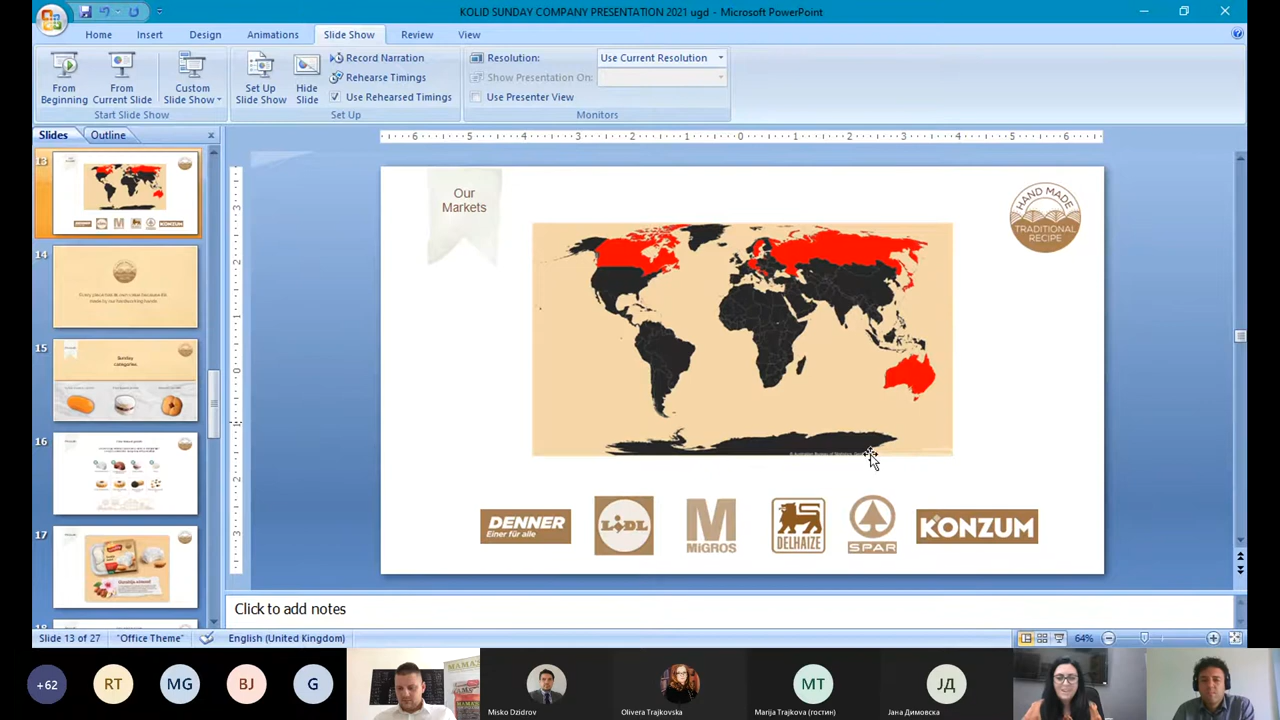 KOLID SUNDAY COMPANY PRESENTATION 2021 ugd - Microsoft PowerPoint
Home Insert Design Animations Slide Show Review View
From Beginning
From Current Slide
Custom Slide Show
Start Slide Show
Set Up Slide Show
Hide Slide
Record Narration
Rehearse Timings
Use Rehearsed Timings
Set Up
Resolution: Use Current Resolution
Show Presentation On:
Use Presenter View
Monitors
Slides Outline
13
14
15
Sunday
categories
16
17
Our
Markets
HAND MADE
TRADITIONAL
RECIPE
DENNER
Einer für alle
LIDL
MIGROS
DELHAIZE
SPAR
KONZUM
Click to add notes
Slide 13 of 27 "Office Theme" English (United Kingdom) 64%
+62 RT MG BJ G MT JД
Misko Dzidrov Olivera Trajkovska Marija Trajkova (гостин) Јана Димовска